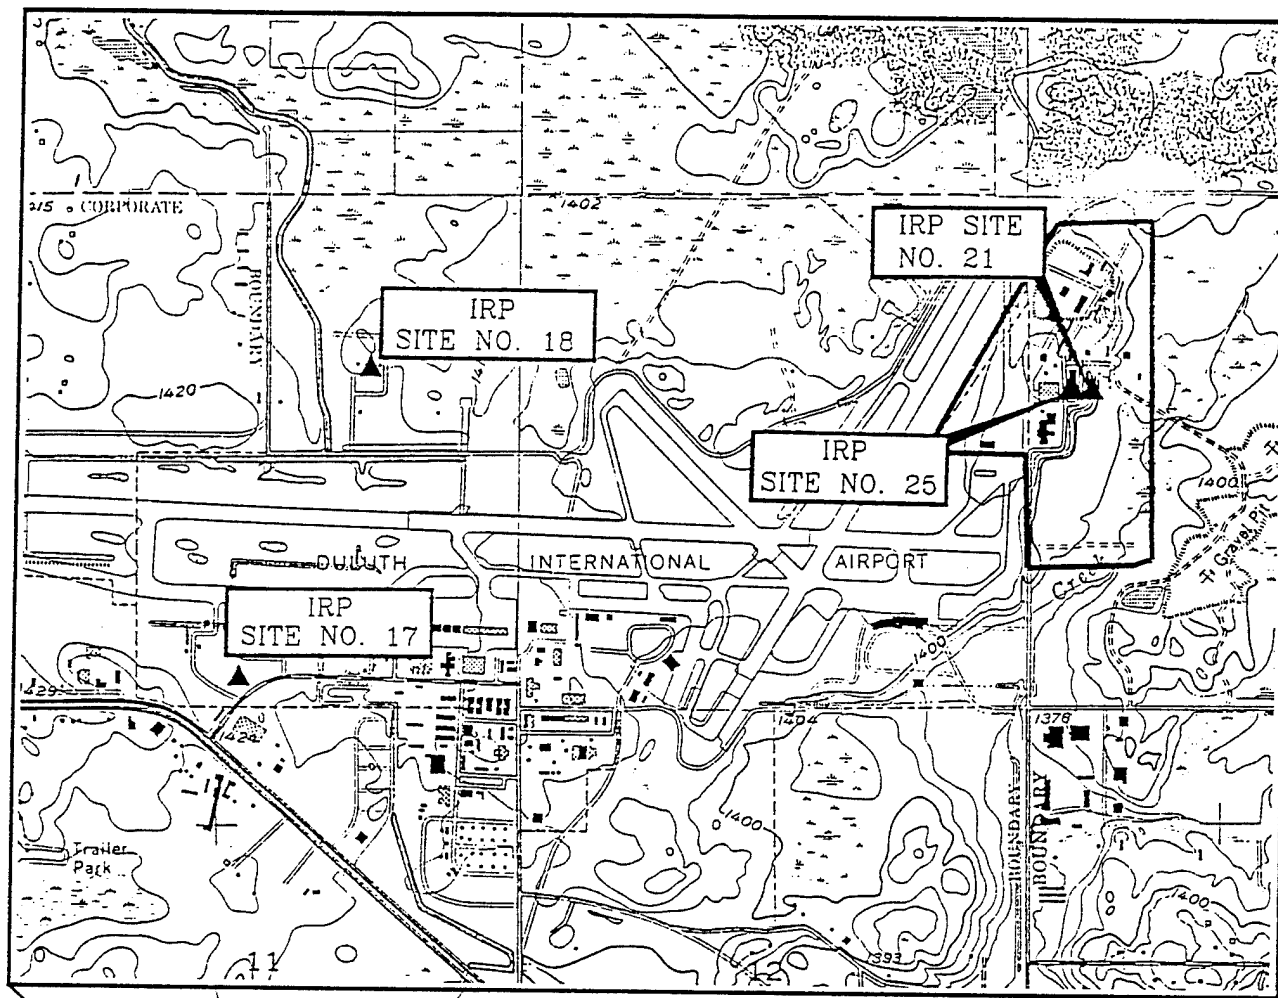 215
CORPORATE
1402
IRP SITE
NO. 21
BOUNDARY
IRP
SITE NO. 18
1420
IRP
SITE NO. 25
1400
Gravel Pit
DULUTH INTERNATIONAL AIRPORT
Creek
IRP
SITE NO. 17
1400
1429
1404
1378
1424
1400
BOUNDARY
BOUNDARY
Trailer
Park
1400
1393
11